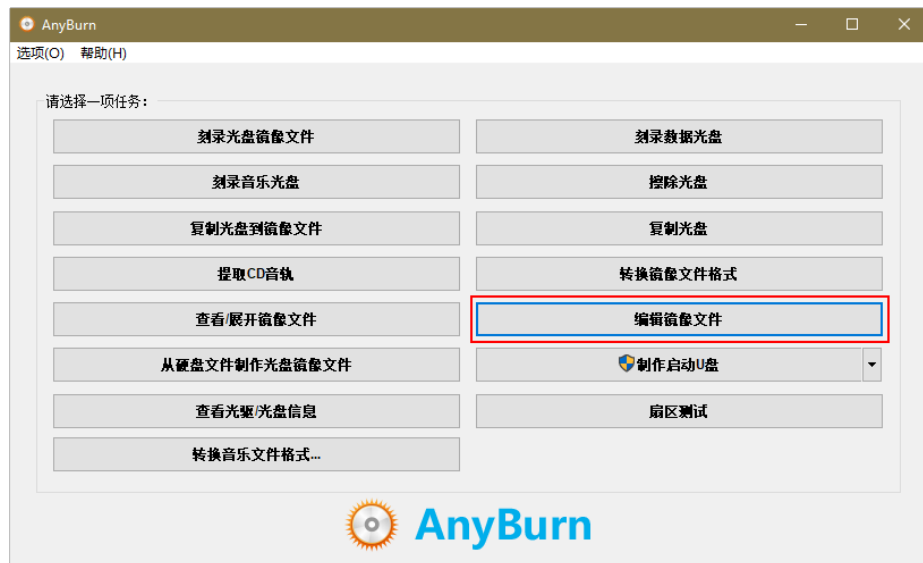 AnyBurn
选项(O) 帮助(H)
请选择一项任务：
刻录光盘镜像文件 刻录数据光盘
刻录音乐光盘 擦除光盘
复制光盘到镜像文件 复制光盘
提取CD音轨 转换镜像文件格式
查看/展开镜像文件 编辑镜像文件
从硬盘文件制作光盘镜像文件 制作启动U盘
查看光驱/光盘信息 扇区测试
转换音乐文件格式...
AnyBurn